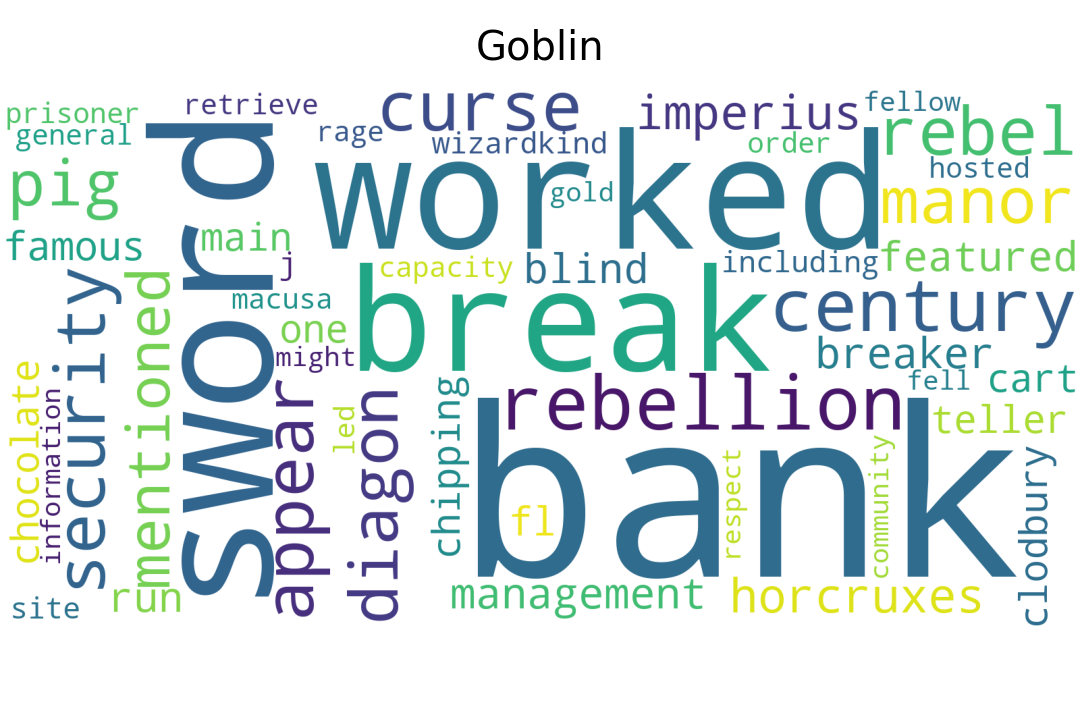 Goblin
prisoner
retrieve
curse
imperius
fellow
general
rage
wizardkind
order
rebel
sword
worked
hosted
pig
gold
manor
famous
main
j
capacity
blind
including
featured
security
mentioned
macusa
one
might
break
century
breaker
fell
cart
chocolate
information
appear
led
diagon
chipping
rebellion
teller
bank
fl
respect
community
clodbury
site
run
management
horcruxes